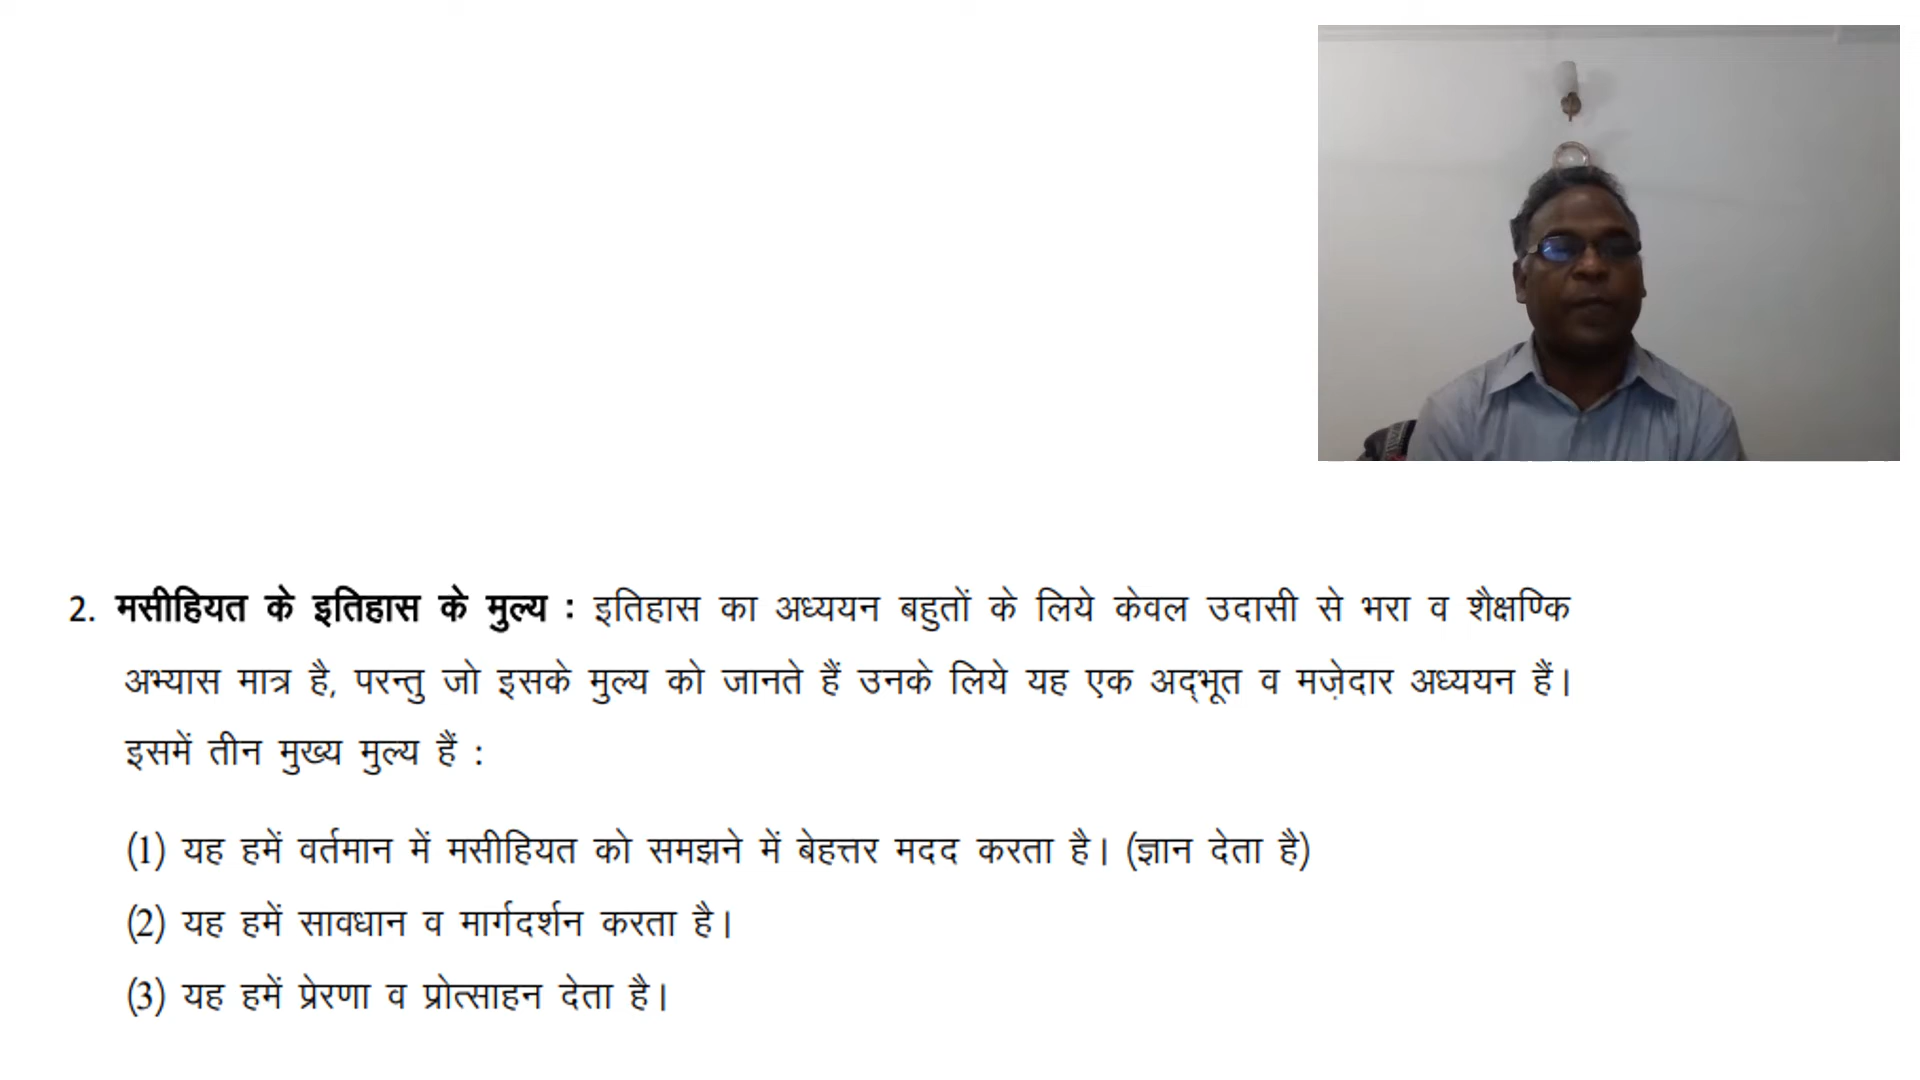 2. मसीहियत के इतिहास के मुल्य : इतिहास का अध्ययन बहुतों के लिये केवल उदासी से भरा व शैक्षण्कि
अभ्यास मात्र है, परन्तु जो इसके मुल्य को जानते हैं उनके लिये यह एक अद्भूत व मज़ेदार अध्ययन हैं।
इसमें तीन मुख्य मुल्य हैं :
(1) यह हमें वर्तमान में मसीहियत को समझने में बेहत्तर मदद करता है। (ज्ञान देता है)
(2) यह हमें सावधान व मार्गदर्शन करता है।
(3) यह हमें प्रेरणा व प्रोत्साहन देता है।